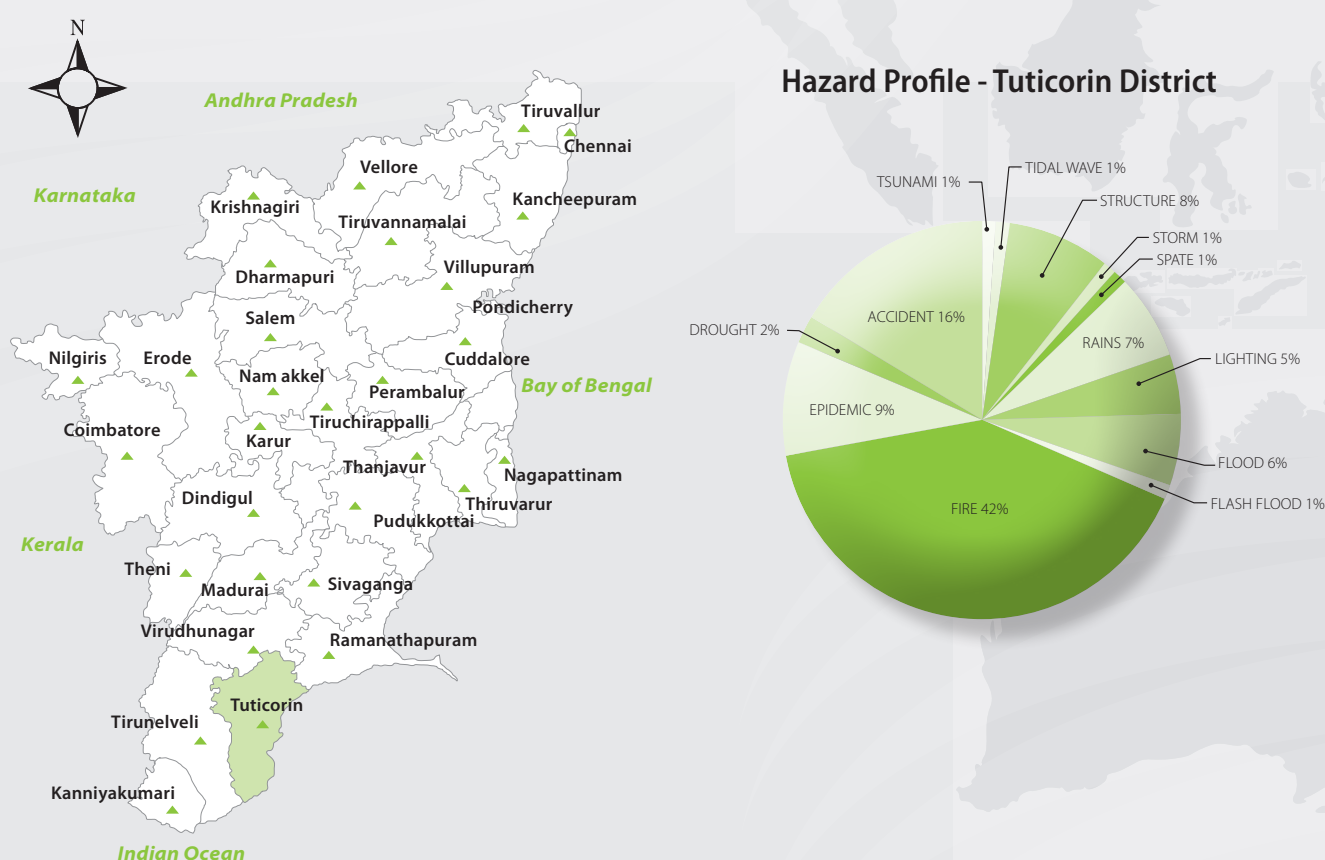 N
Andhra Pradesh
Karnataka
Kerala
Bay of Bengal
Indian Ocean
Tiruvallur
Chennai
Vellore
Kancheepuram
Krishnagiri
Tiruvannamalai
Dharmapuri
Villupuram
Pondicherry
Salem
Cuddalore
Nilgiris
Erode
Nam akkel
Perambalur
Tiruchirappalli
Coimbatore
Karur
Thanjavur
Nagapattinam
Dindigul
Thiruvarur
Pudukkottai
Theni
Madurai
Sivaganga
Virudhunagar
Ramanathapuram
Tuticorin
Tirunelveli
Kanniyakumari
Hazard Profile - Tuticorin District
TSUNAMI 1%
TIDAL WAVE 1%
STRUCTURE 8%
STORM 1%
SPATE 1%
RAINS 7%
LIGHTING 5%
FLOOD 6%
FLASH FLOOD 1%
FIRE 42%
EPIDEMIC 9%
DROUGHT 2%
ACCIDENT 16%